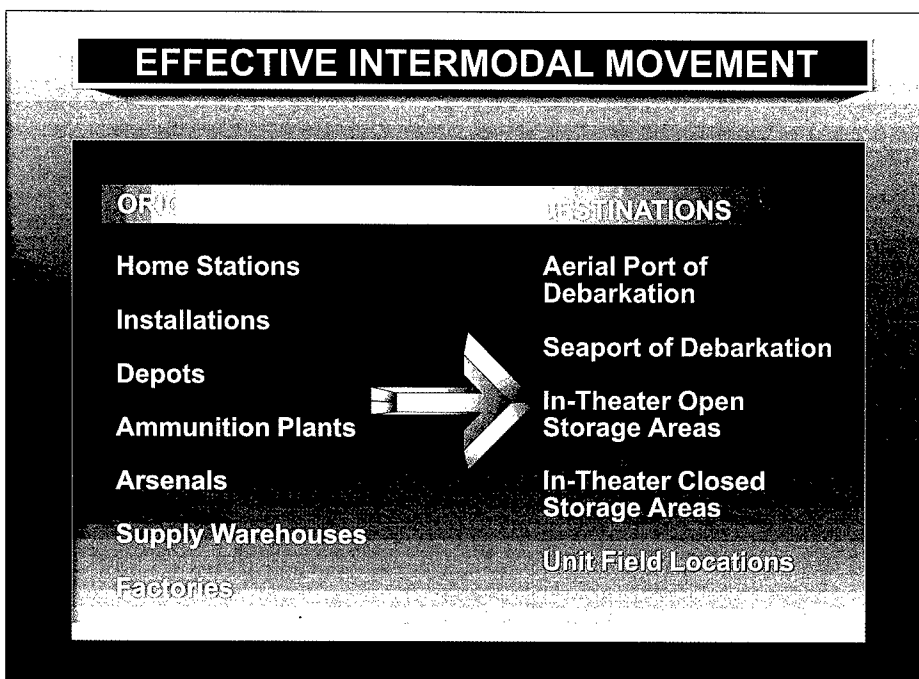 EFFECTIVE INTERMODAL MOVEMENT
DESTINATIONS
Home Stations
Installations
Depots
Ammunition Plants
Arsenals
Supply Warehouses
Factories
Aerial Port of
Debarkation
Seaport of Debarkation
In-Theater Open
Storage Areas
In-Theater Closed
Storage Areas
Unit Field Locations